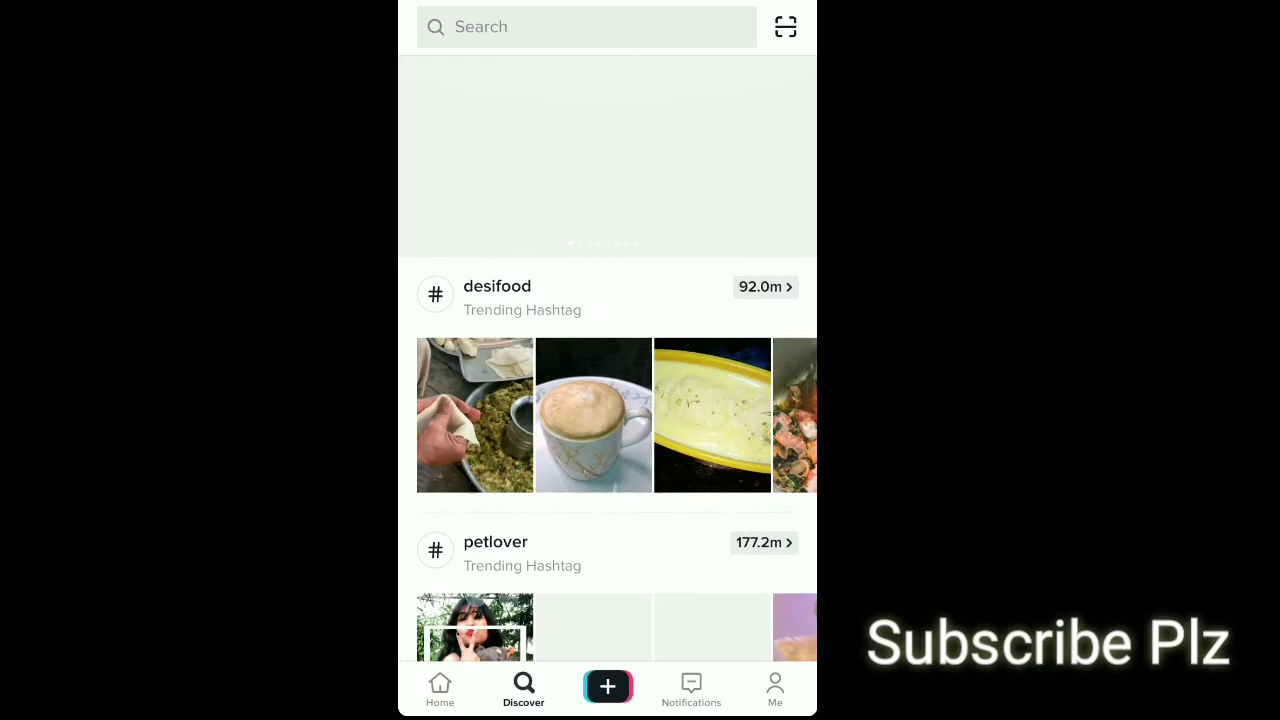 Search
desifood
92.0m
Trending Hashtag
petlover
177.2m
Trending Hashtag
Subscribe Plz
Home
Discover
Notifications
Me